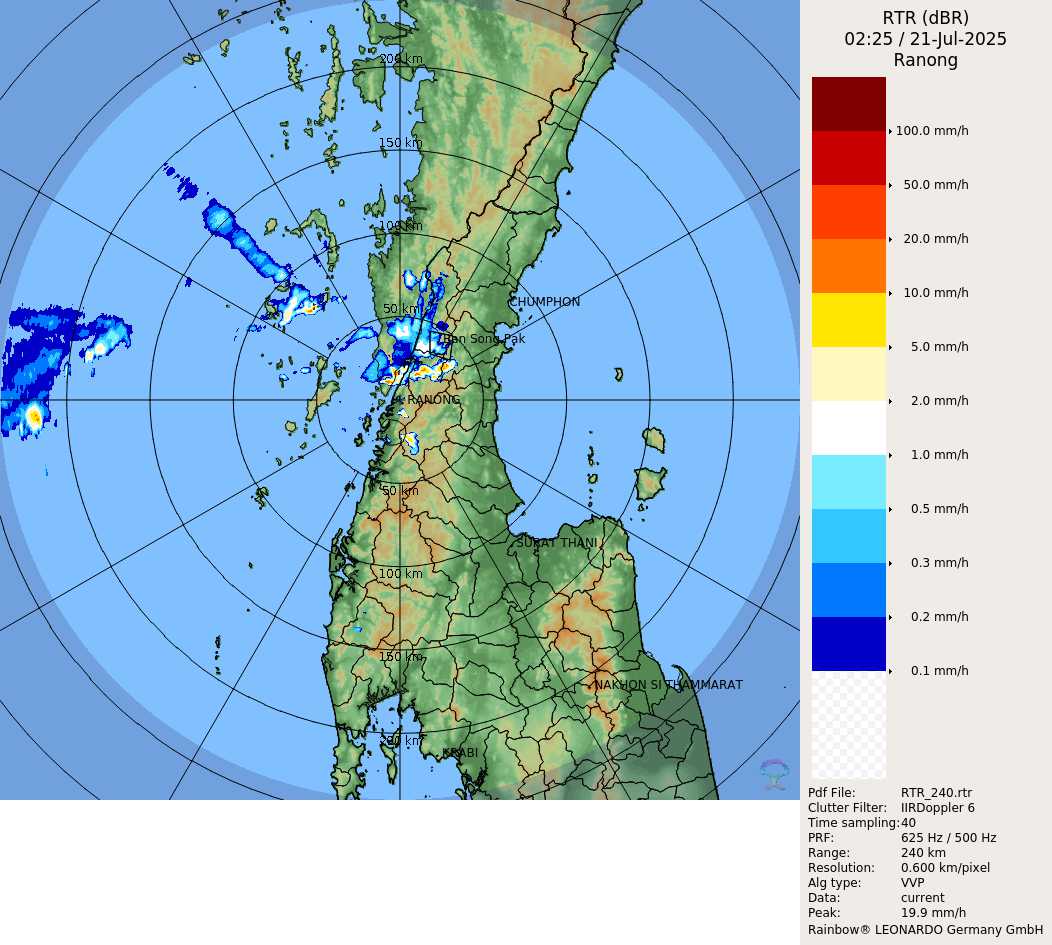 RTR (dBR)
02:25 / 21-Jul-2025
Ranong
200 km
150 km
100 km
50 km
CHUMPHON
Ban Song Pak
RANONG
50 km
SURAT THANI
100 km
150 km
NAKHON SI THAMMARAT
200 km
KRABI
100.0 mm/h
50.0 mm/h
20.0 mm/h
10.0 mm/h
5.0 mm/h
2.0 mm/h
1.0 mm/h
0.5 mm/h
0.3 mm/h
0.2 mm/h
0.1 mm/h
Pdf File: RTR_240.rtr
Clutter Filter: IIRDoppler 6
Time sampling:40
PRF: 625 Hz / 500 Hz
Range: 240 km
Resolution: 0.600 km/pixel
Alg type: VVP
Data: current
Peak: 19.9 mm/h
Rainbow® LEONARDO Germany GmbH